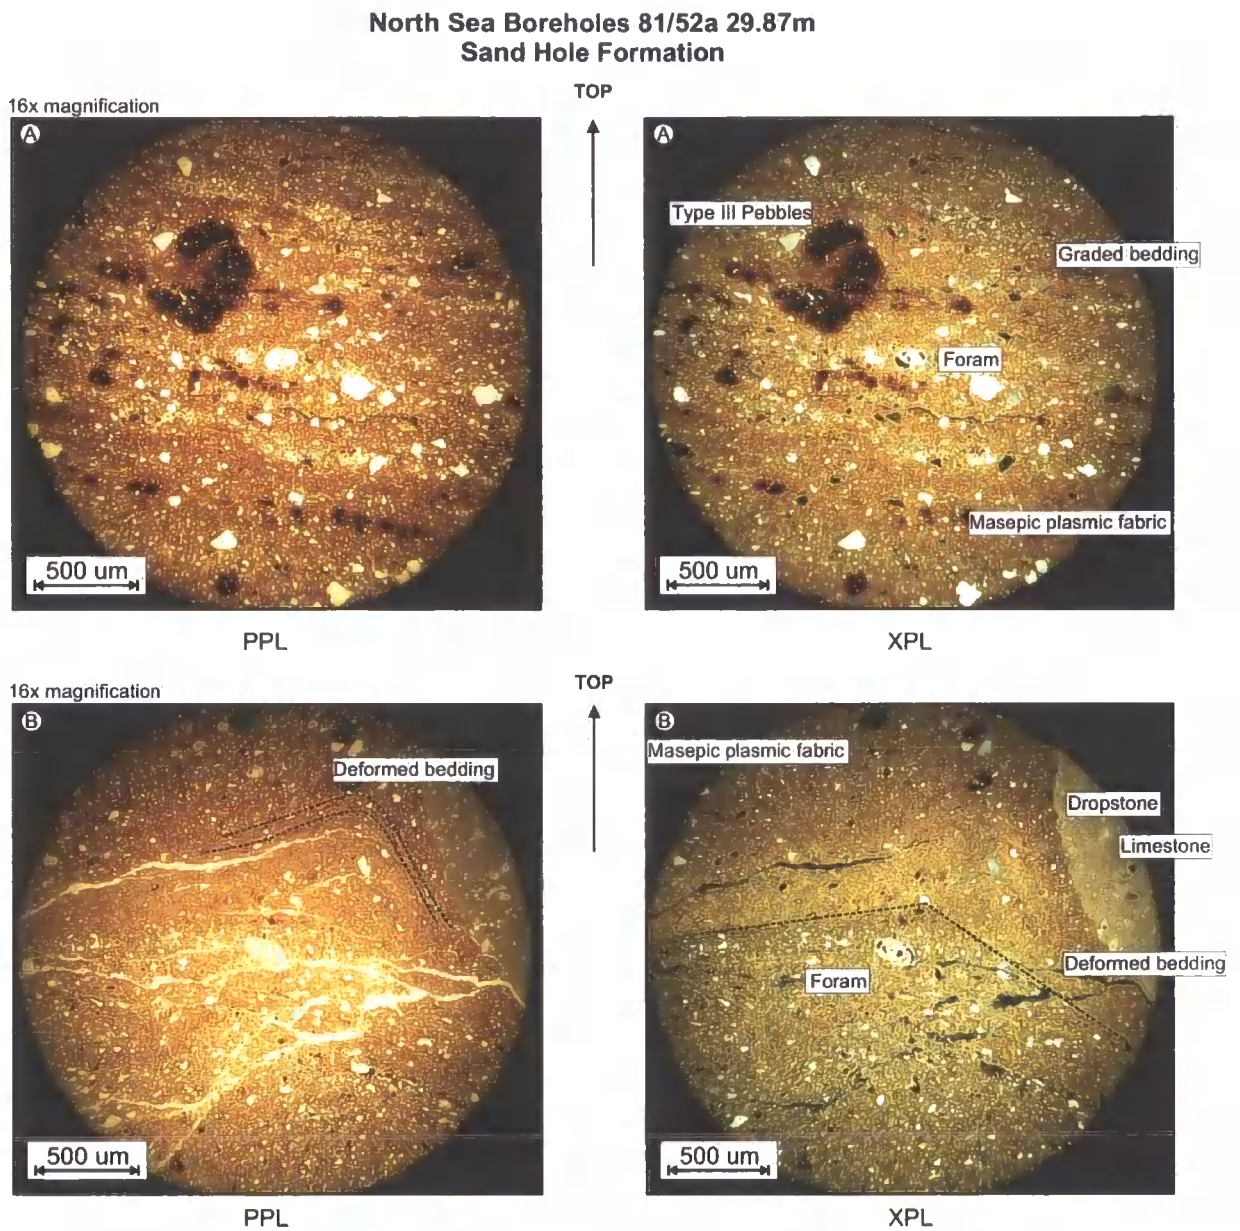 North Sea Boreholes 81/52a 29.87m
Sand Hole Formation
16x magnification
TOP
A
A
Type III Pebbles
Graded bedding
Foram
Masepic plasmic fabric
500 um
500 um
PPL
XPL
16x magnification
TOP
B
B
Deformed bedding
Masepic plasmic fabric
Dropstone
Limestone
Deformed bedding
Foram
500 um
500 um
PPL
XPL